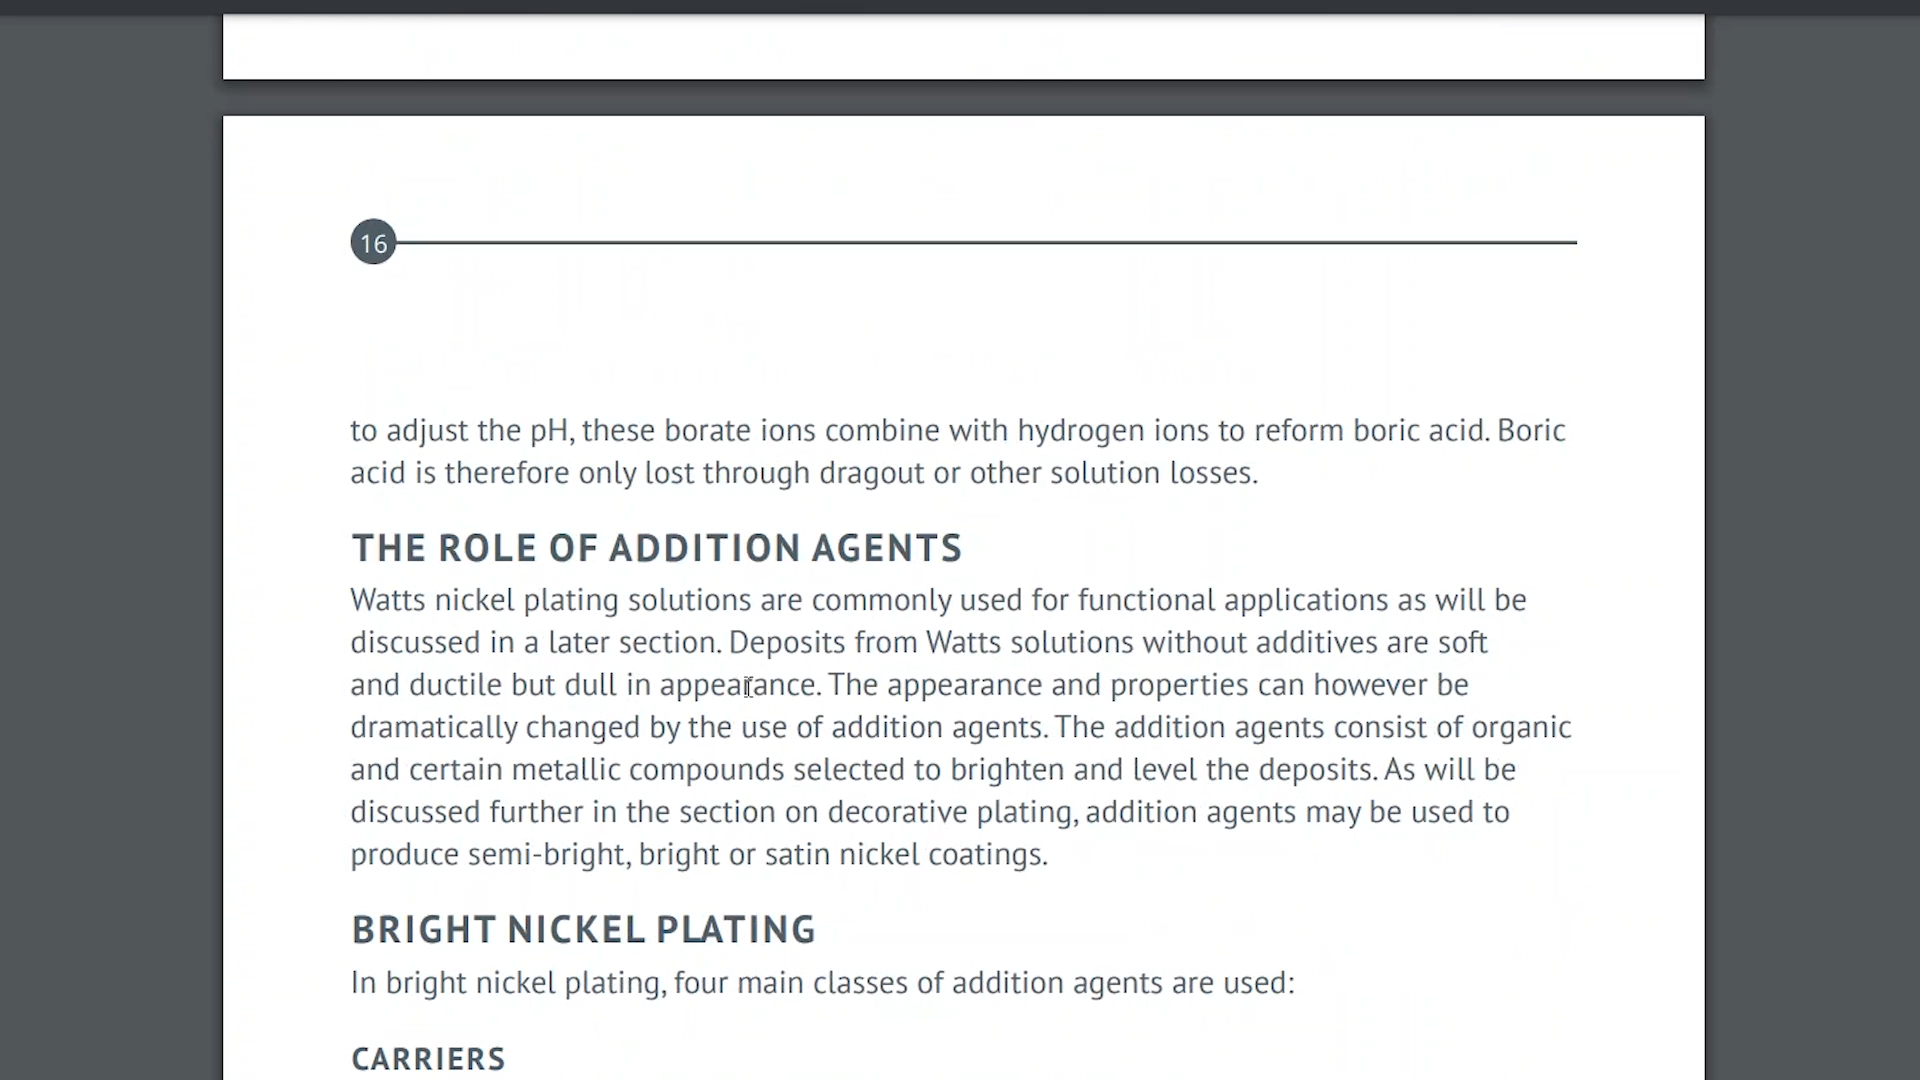 16
to adjust the pH, these borate ions combine with hydrogen ions to reform boric acid. Boric
acid is therefore only lost through dragout or other solution losses.
THE ROLE OF ADDITION AGENTS
Watts nickel plating solutions are commonly used for functional applications as will be
discussed in a later section. Deposits from Watts solutions without additives are soft
and ductile but dull in appearance. The appearance and properties can however be
dramatically changed by the use of addition agents. The addition agents consist of organic
and certain metallic compounds selected to brighten and level the deposits. As will be
discussed further in the section on decorative plating, addition agents may be used to
produce semi-bright, bright or satin nickel coatings.
BRIGHT NICKEL PLATING
In bright nickel plating, four main classes of addition agents are used:
CARRIERS